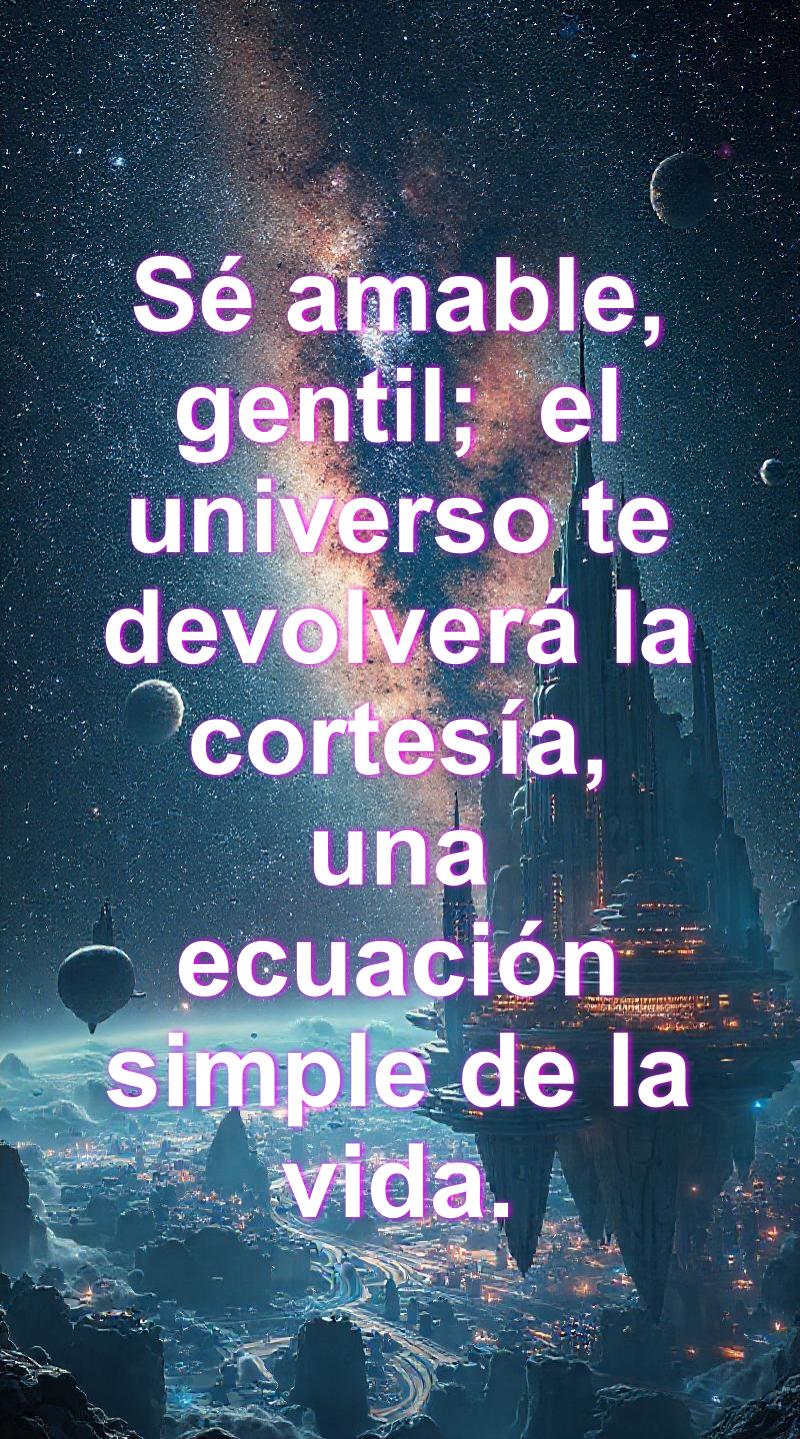 Sé amable,
gentil;  el
universo te
devolverá la
cortesía,
una
ecuación
simple de la
vida.